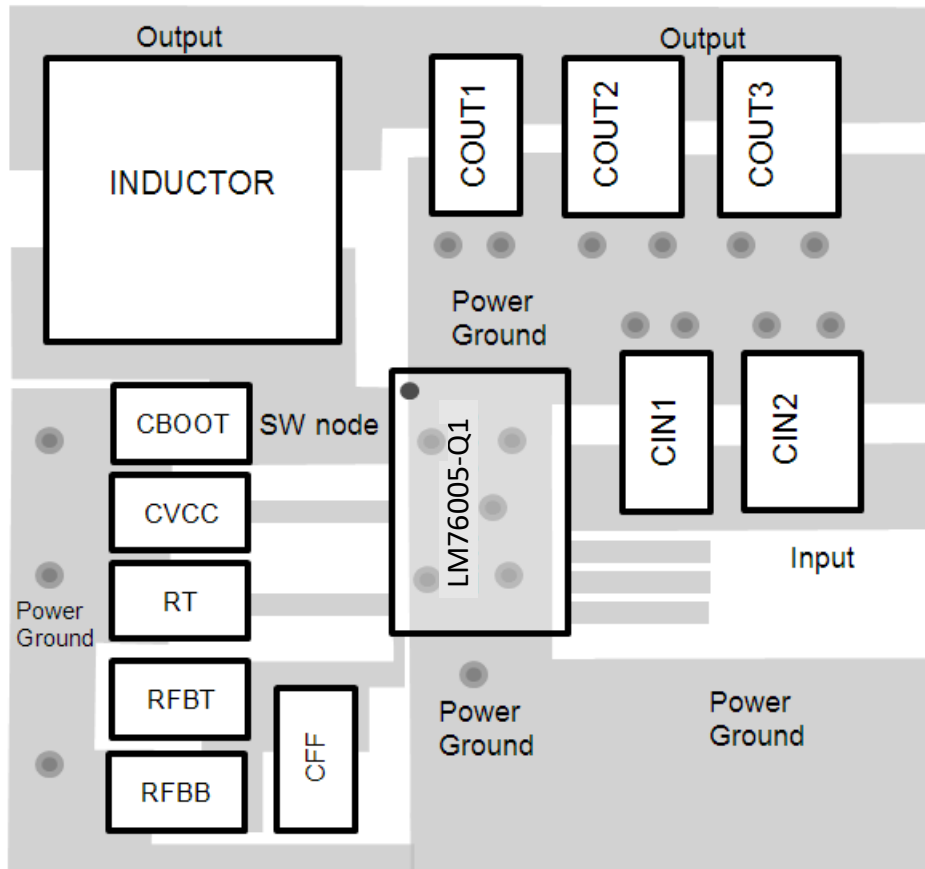 Output
Output
INDUCTOR
COUT1
COUT2
COUT3
Power
Ground
CBOOT
SW node
LM76005-Q1
CIN1
CIN2
CVCC
Input
RT
Power
Ground
RFBT
CFF
Power
Ground
Power
Ground
RFBB